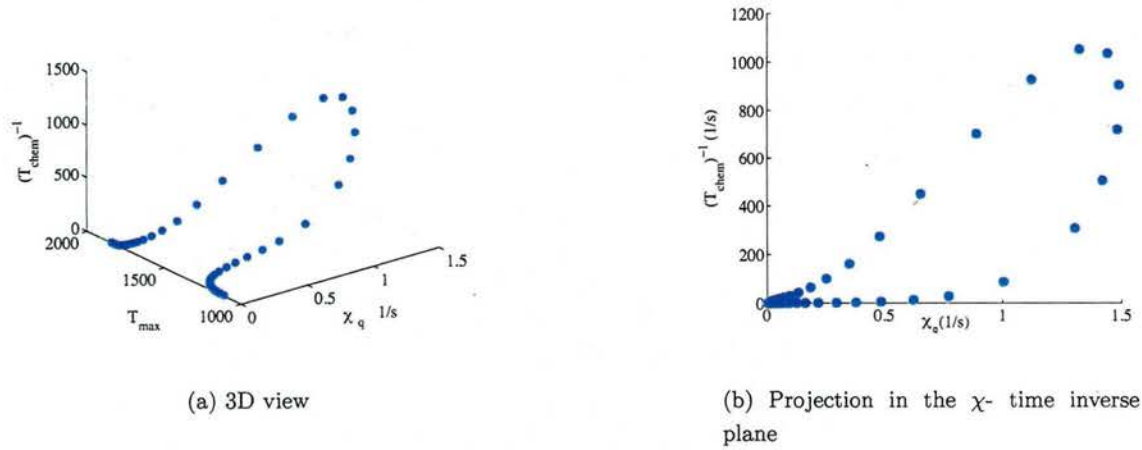 1500
1000
500
0
(T_chem)^-1
2000
1500
1000
T_max
0
0.5
1
1.5
χ_q 1/s
(a) 3D view
1200
1000
800
600
400
200
0
(T_chem)^-1 (1/s)
0
0.5
1
1.5
χ_q(1/s)
(b) Projection in the χ- time inverse
plane